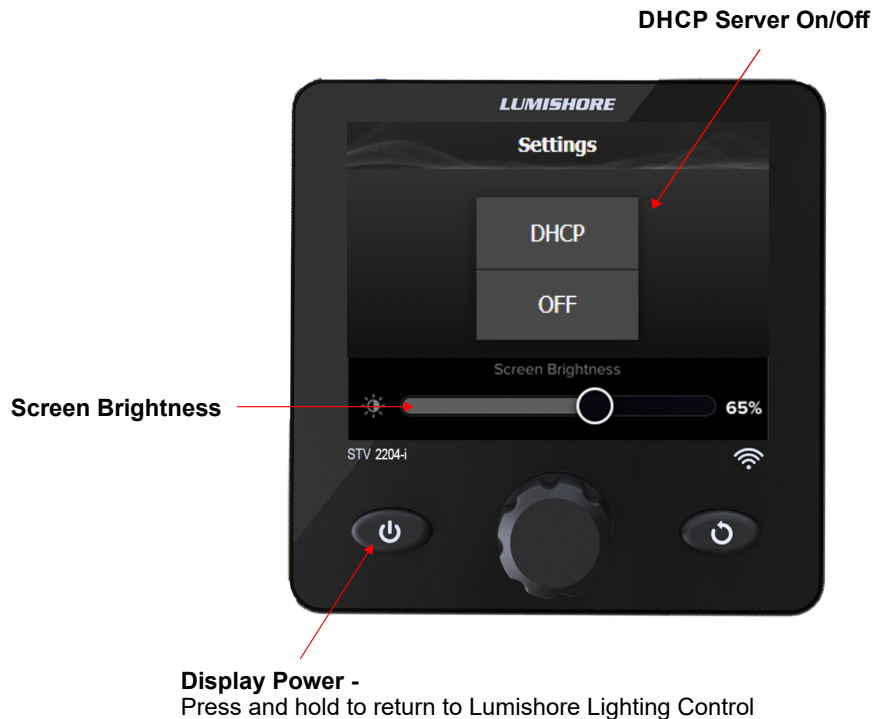 DHCP Server On/Off
LUMISHORE
Settings
DHCP
OFF
Screen Brightness
Screen Brightness
65%
STV 2204-i
Display Power -
Press and hold to return to Lumishore Lighting Control